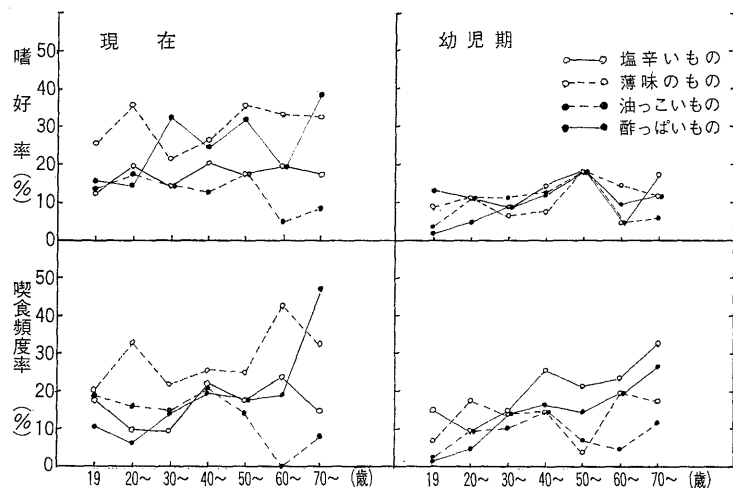 現 在
幼児期
塩辛いもの
薄味のもの
油っこいもの
酢っぱいもの
嗜好率(%)
50
40
30
20
10
0
喫食頻度率(%)
50
40
30
20
10
0
19 20~ 30~ 40~ 50~ 60~ 70~ (歳)
19 20~ 30~ 40~ 50~ 60~ 70~ (歳)